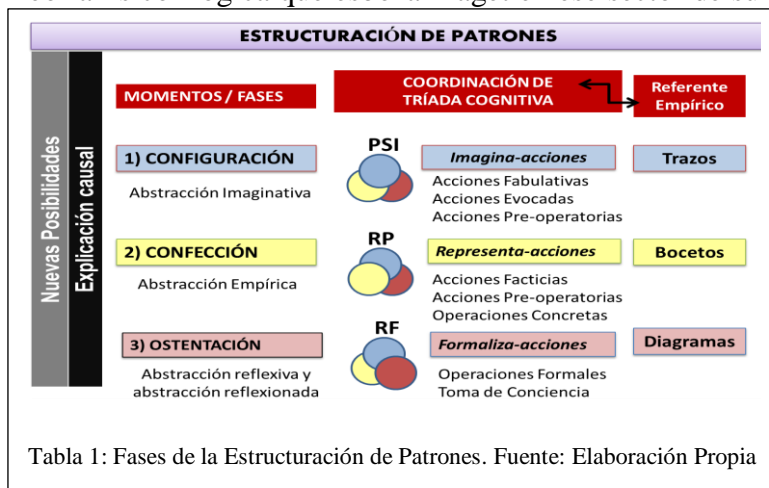 ESTRUCTURACIÓN DE PATRONES
Nuevas Posibilidades
Explicación causal
MOMENTOS / FASES
COORDINACIÓN DE
TRÍADA COGNITIVA
Referente
Empírico
1) CONFIGURACIÓN
Abstracción Imaginativa
PSI
Imagina-acciones
Acciones Fabulativas
Acciones Evocadas
Acciones Pre-operatorias
Trazos
2) CONFECCIÓN
Abstracción Empírica
RP
Representa-acciones
Acciones Facticias
Acciones Pre-operatorias
Operaciones Concretas
Bocetos
3) OSTENTACIÓN
Abstracción reflexiva y
abstracción reflexionada
RF
Formaliza-acciones
Operaciones Formales
Toma de Conciencia
Diagramas
Tabla 1: Fases de la Estructuración de Patrones. Fuente: Elaboración Propia